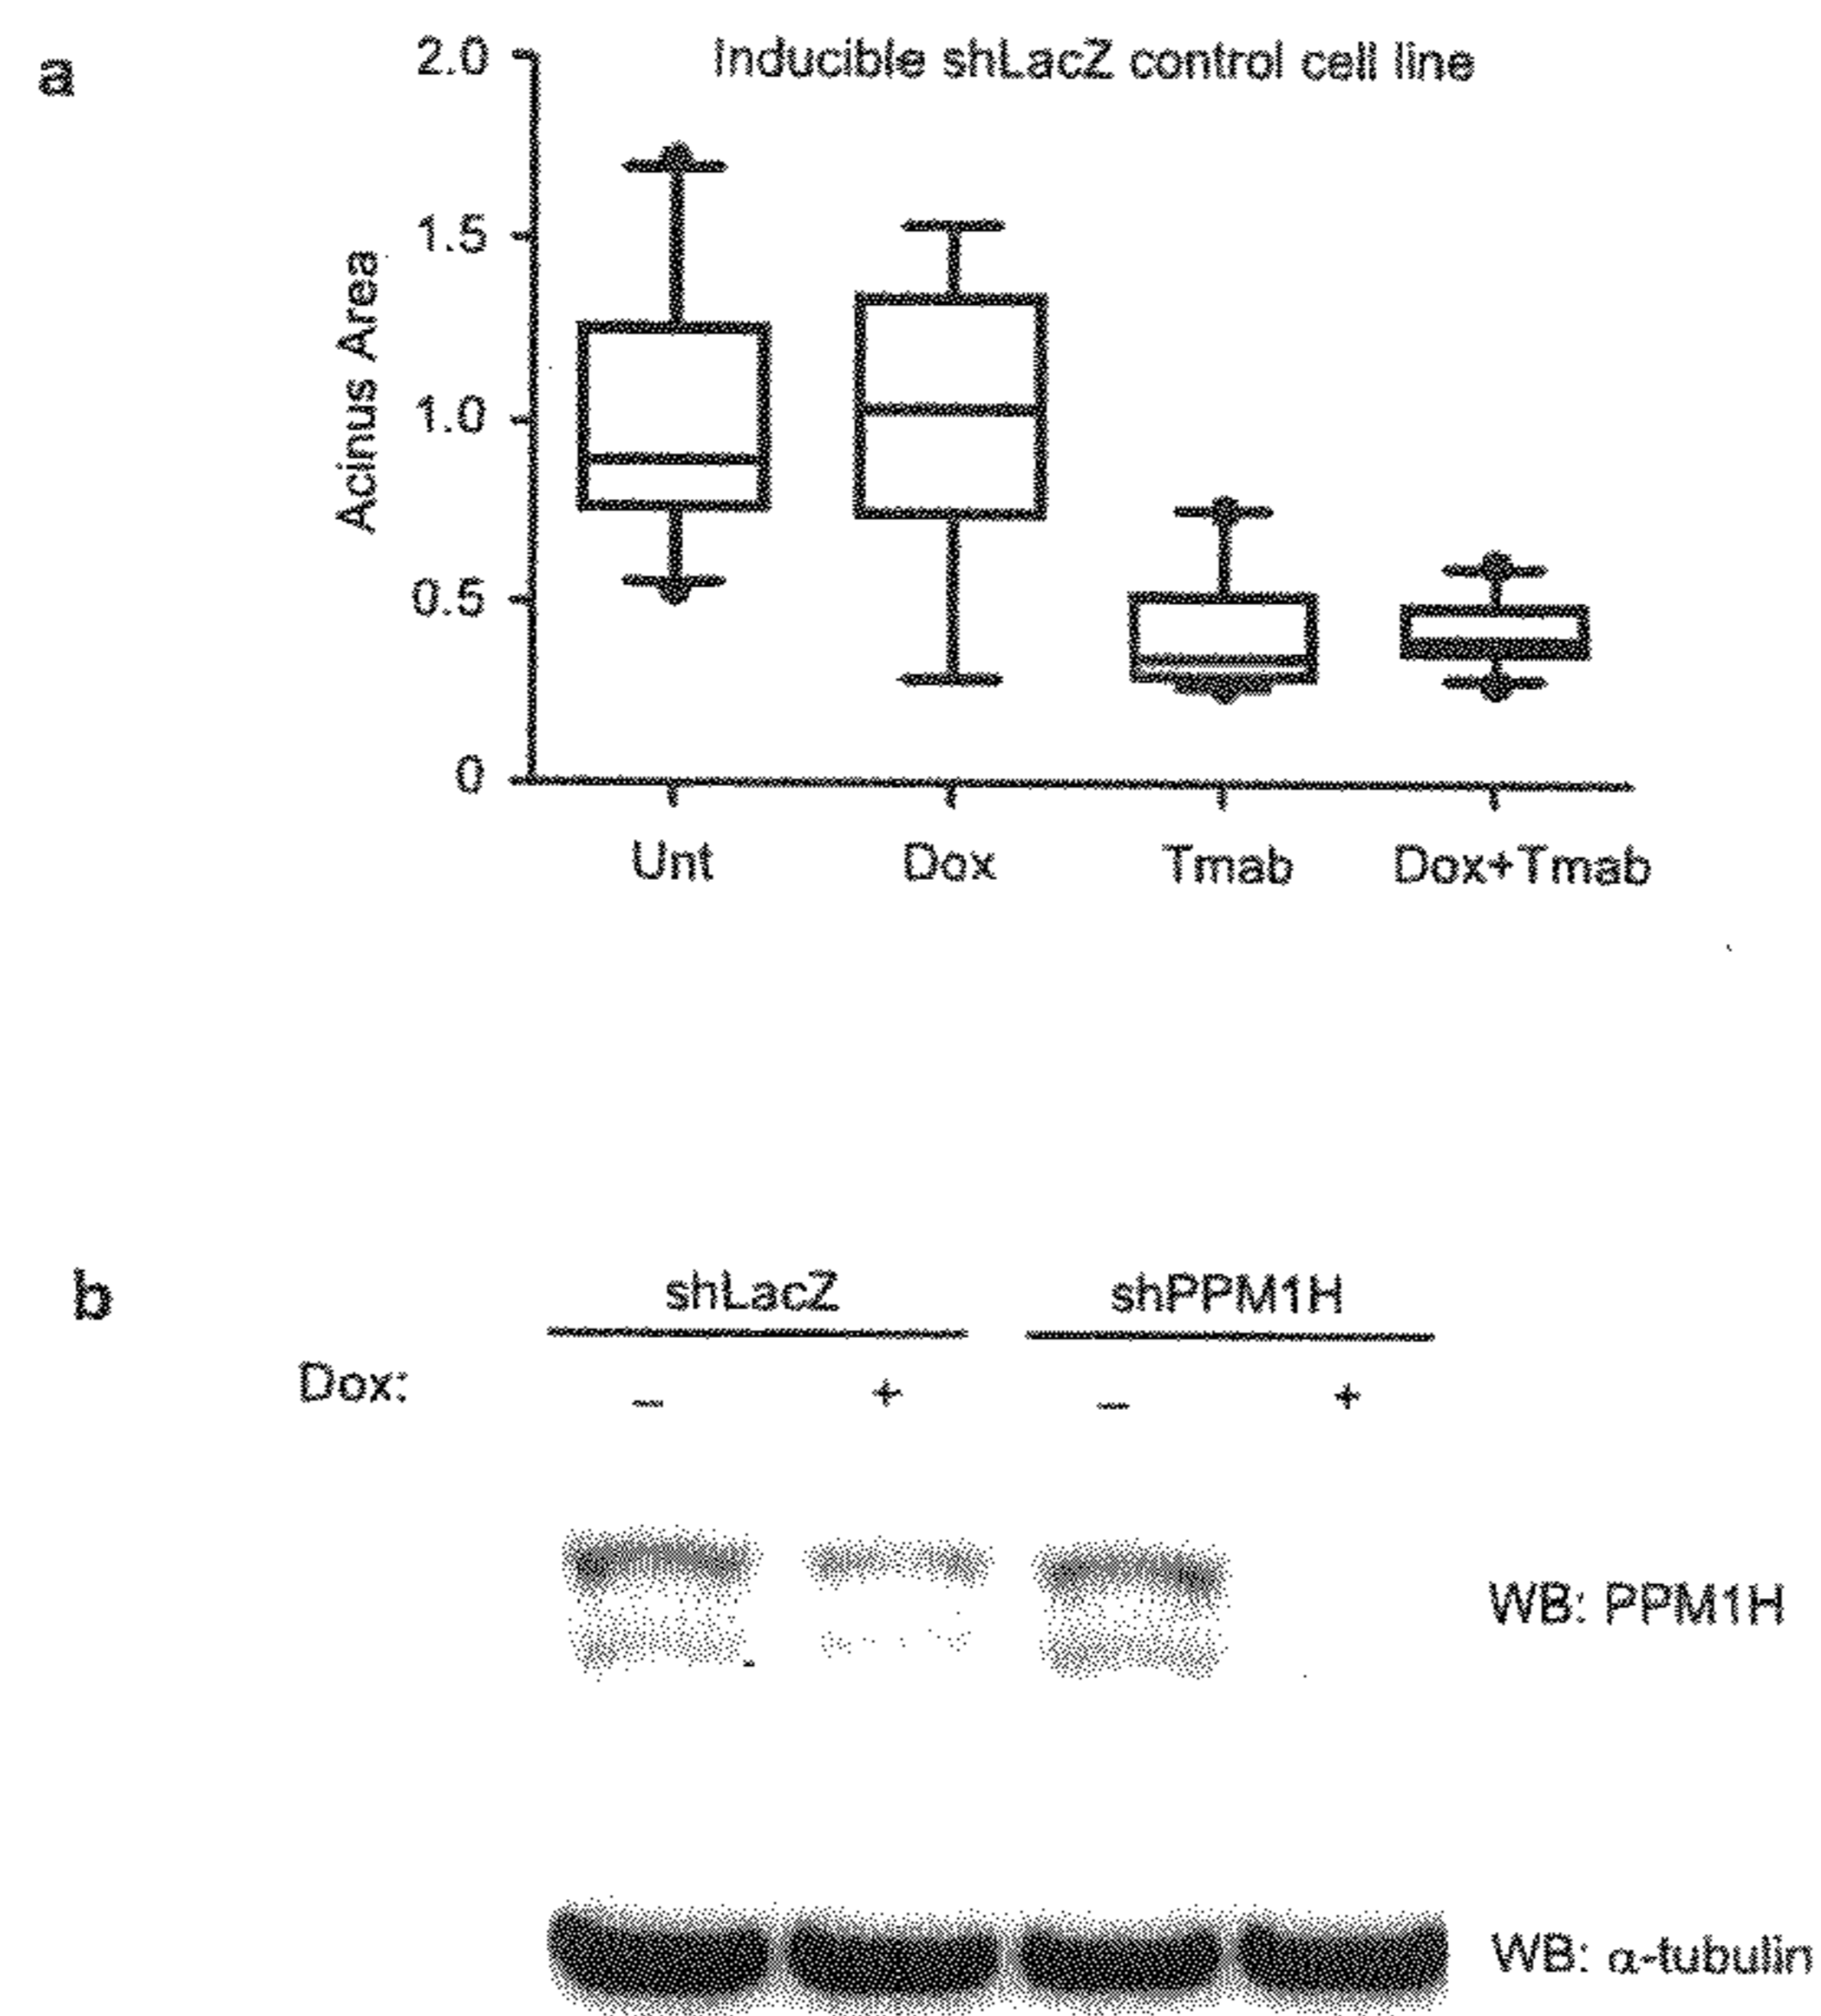 a
Inducible shLacZ control cell line
Acinus Area
2.0
1.5
1.0
0.5
0
Unt Dox Tmab Dox+Tmab
b
shLacZ shPPM1H
Dox: – + – +
WB: PPM1H
WB: α-tubulin